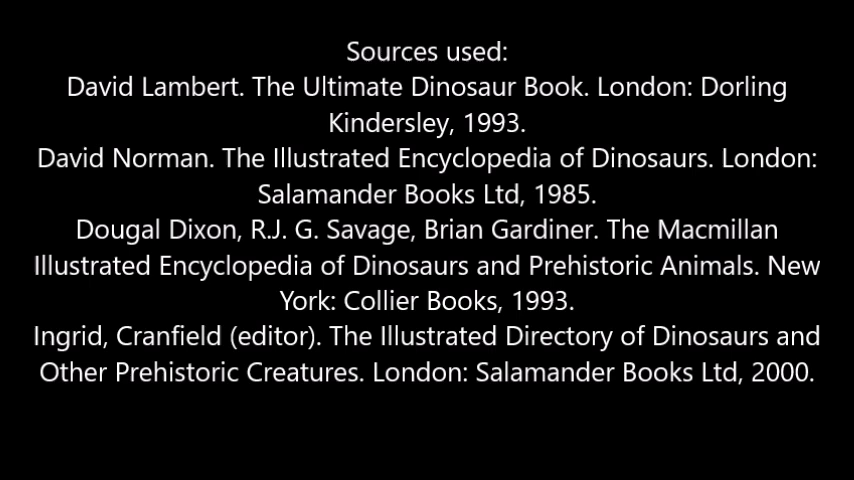 Sources used:
David Lambert. The Ultimate Dinosaur Book. London: Dorling
Kindersley, 1993.
David Norman. The Illustrated Encyclopedia of Dinosaurs. London:
Salamander Books Ltd, 1985.
Dougal Dixon, R.J. G. Savage, Brian Gardiner. The Macmillan
Illustrated Encyclopedia of Dinosaurs and Prehistoric Animals. New
York: Collier Books, 1993.
Ingrid, Cranfield (editor). The Illustrated Directory of Dinosaurs and
Other Prehistoric Creatures. London: Salamander Books Ltd, 2000.